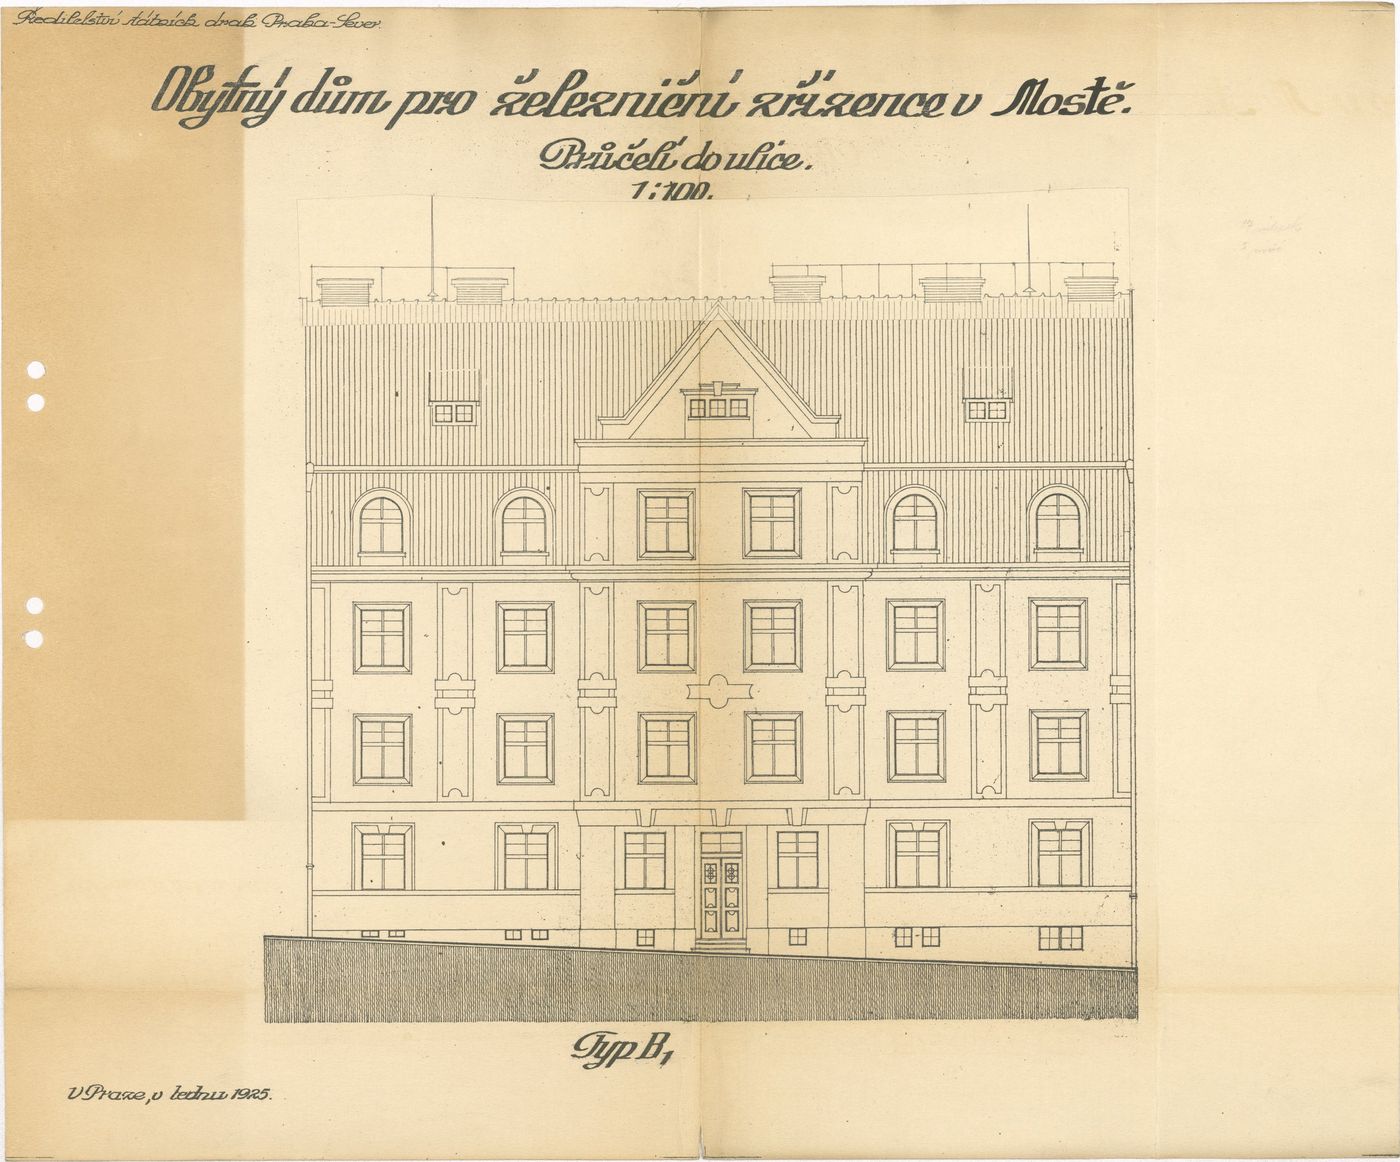 Ředitelství státních drah Praha-Sever.
Obytný dům pro železniční zřízence v Mostě.
Průčelí do ulice.
1:100.
Typ B1
V Praze, v lednu 1925.